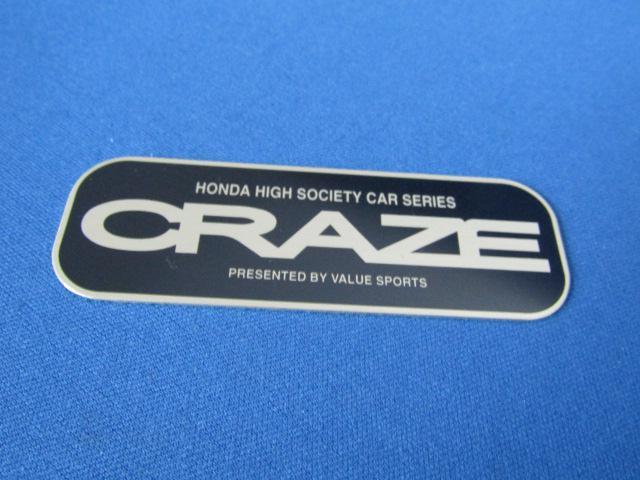 HONDA HIGH SOCIETY CAR SERIES
CRAZE
PRESENTED BY VALUE SPORTS